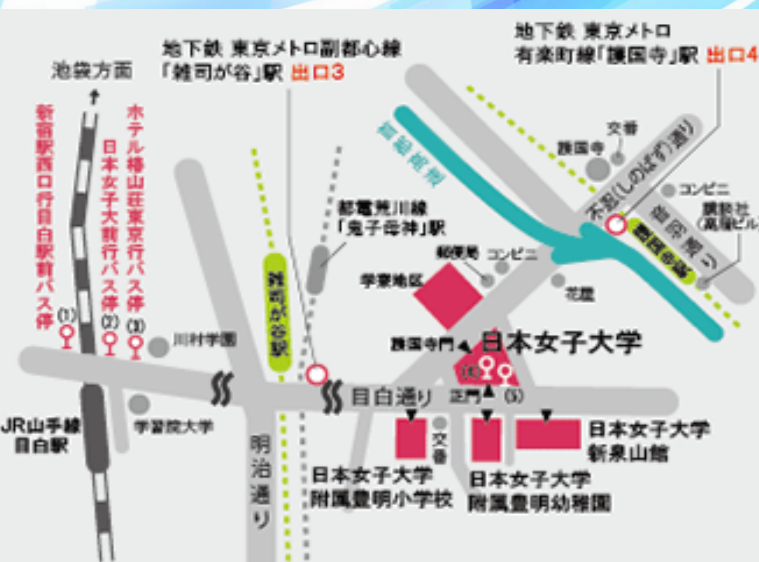 地下鉄 東京メトロ副都心線
「雑司が谷」駅 出口3
地下鉄 東京メトロ
有楽町線「護国寺」駅 出口4
池袋方面
新宿駅西口行目白駅前バス停
(1)
日本女子大前行バス停
(2)
ホテル椿山荘東京行バス停
(3)
都電荒川線
「鬼子母神」駅
雑司が谷駅
護国寺
交番
不忍(しのばず)通り
コンビニ
音羽通り
護国寺駅
講談社
郵便局
コンビニ
学寮地区
花屋
川村学園
学習院大学
JR山手線
目白駅
護国寺門
日本女子大学
(4)
正門
(5)
目白通り
明治通り
交番
日本女子大学
附属豊明小学校
日本女子大学
附属豊明幼稚園
日本女子大学
新泉山館